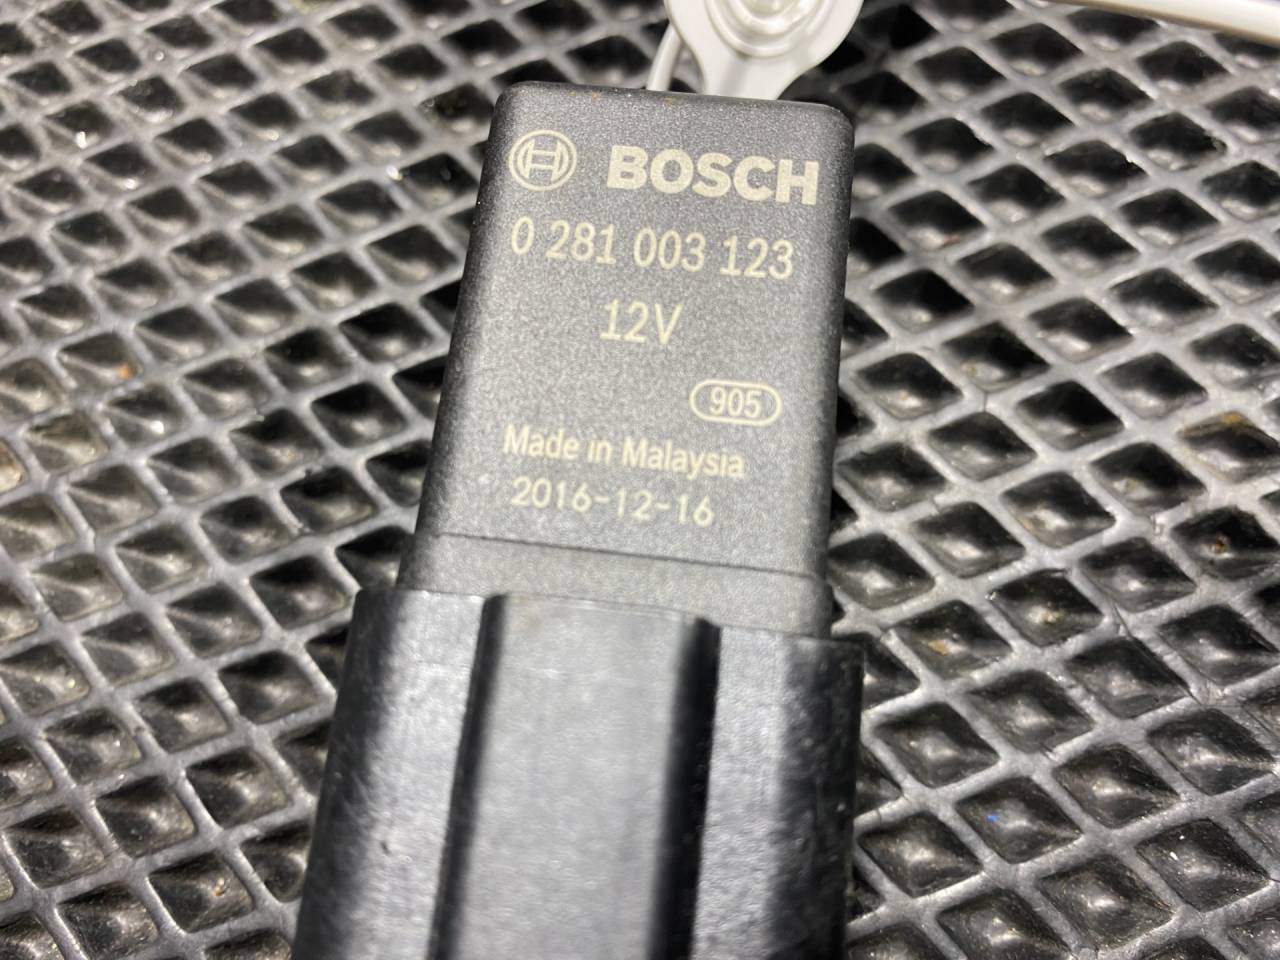 BOSCH
0 281 003 123
12V
905
Made in Malaysia
2016-12-16